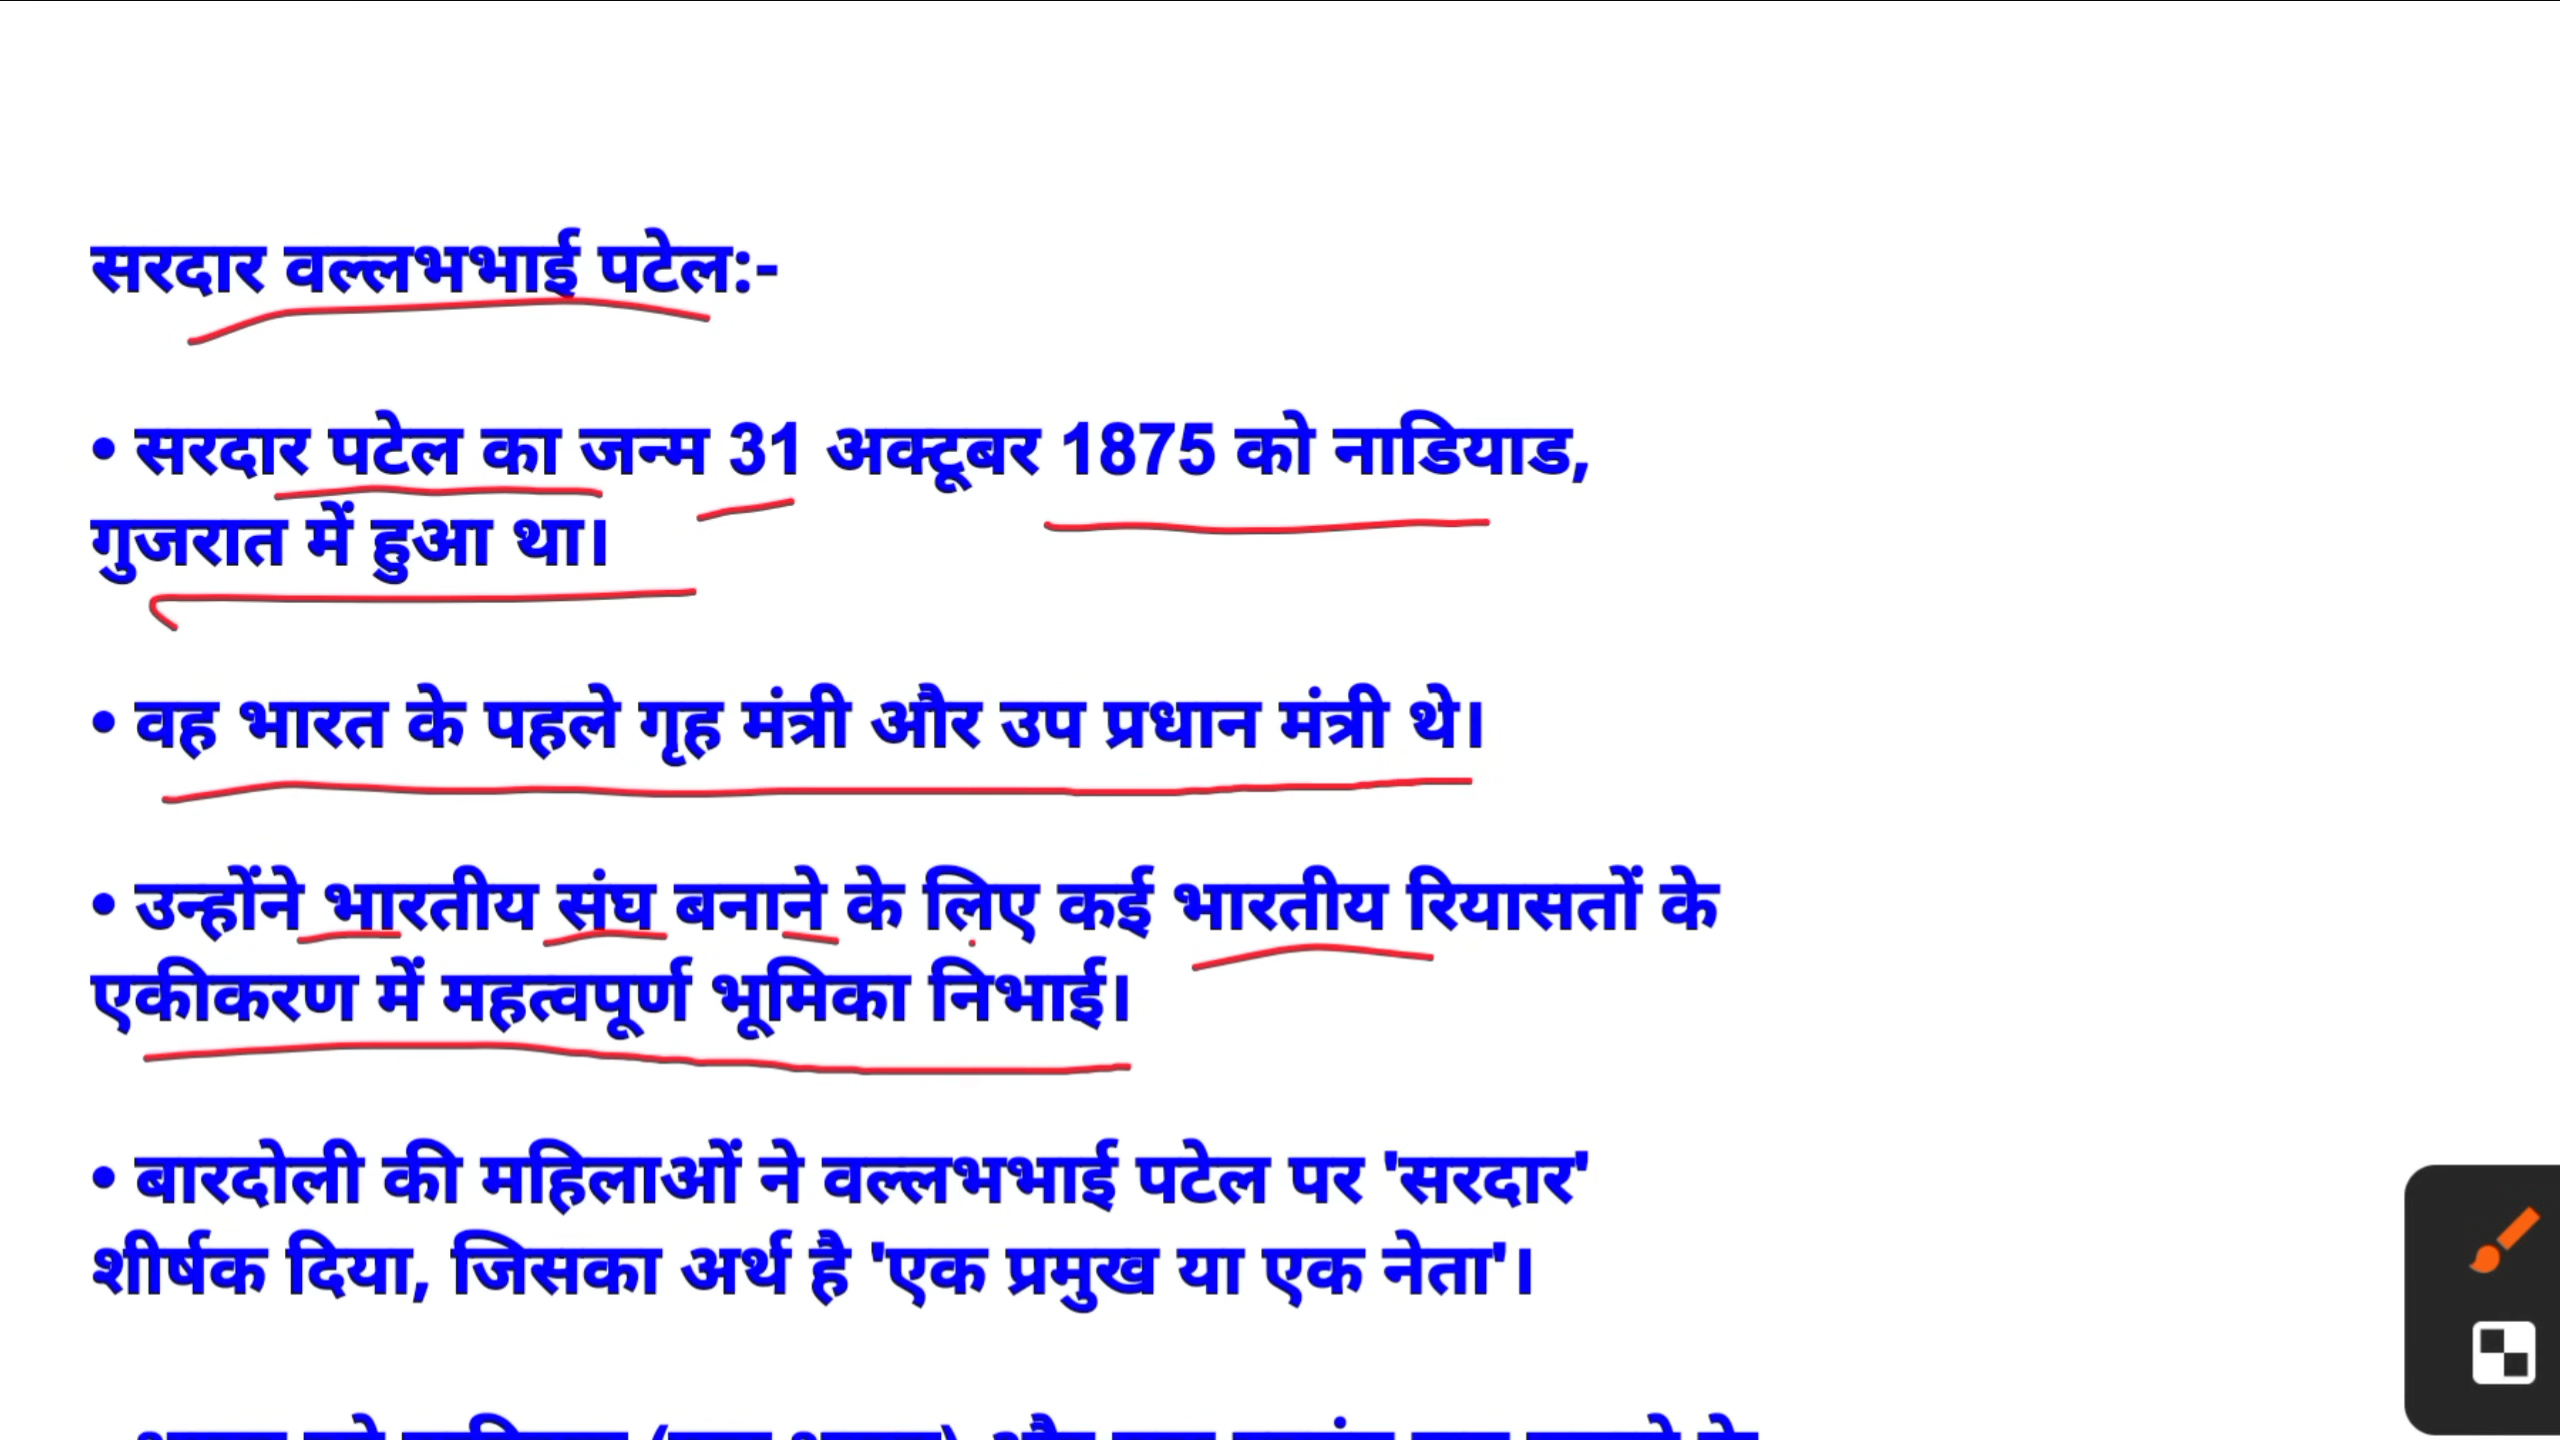 सरदार वल्लभभाई पटेल:-
• सरदार पटेल का जन्म 31 अक्टूबर 1875 को नाडियाड,
गुजरात में हुआ था।
• वह भारत के पहले गृह मंत्री और उप प्रधान मंत्री थे।
• उन्होंने भारतीय संघ बनाने के लिए कई भारतीय रियासतों के
एकीकरण में महत्वपूर्ण भूमिका निभाई।
• बारदोली की महिलाओं ने वल्लभभाई पटेल पर 'सरदार'
शीर्षक दिया, जिसका अर्थ है 'एक प्रमुख या एक नेता'।